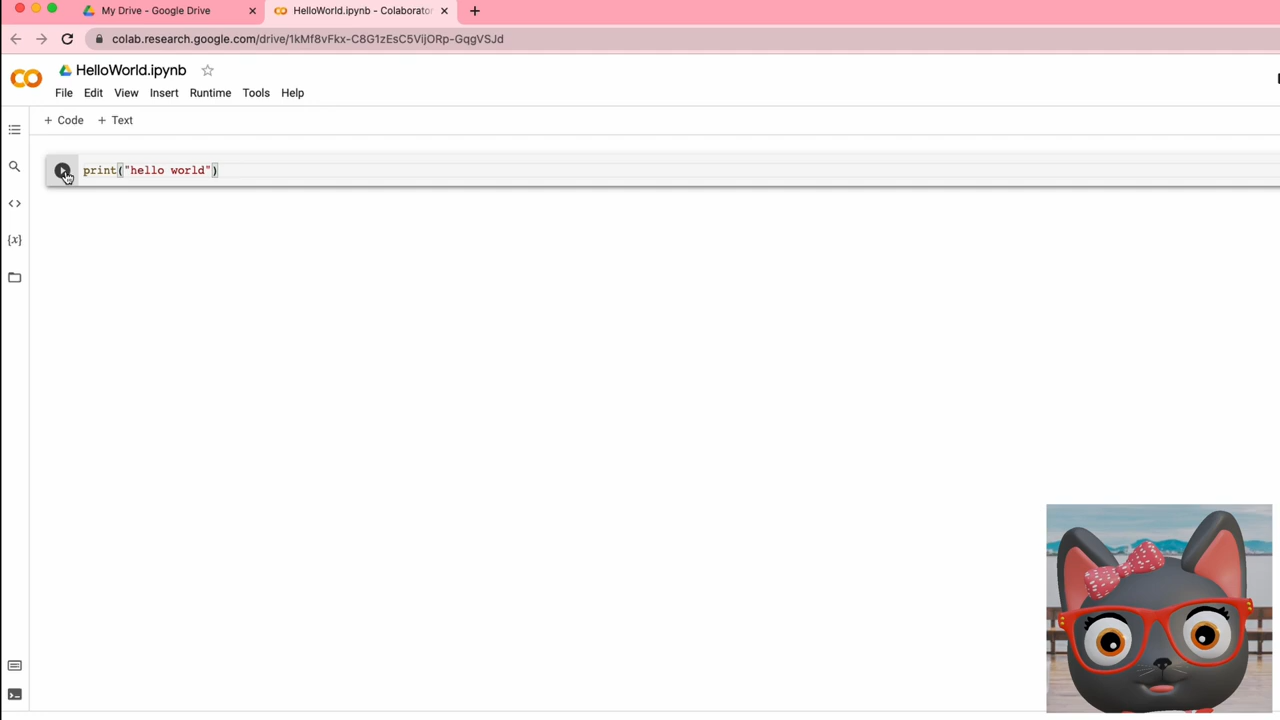 My Drive - Google Drive
HelloWorld.ipynb - Colaborator
colab.research.google.com/drive/1kMf8vFkx-C8G1zEsC5VijORp-GqgVSJd
HelloWorld.ipynb
File Edit View Insert Runtime Tools Help
+ Code + Text
print("hello world")